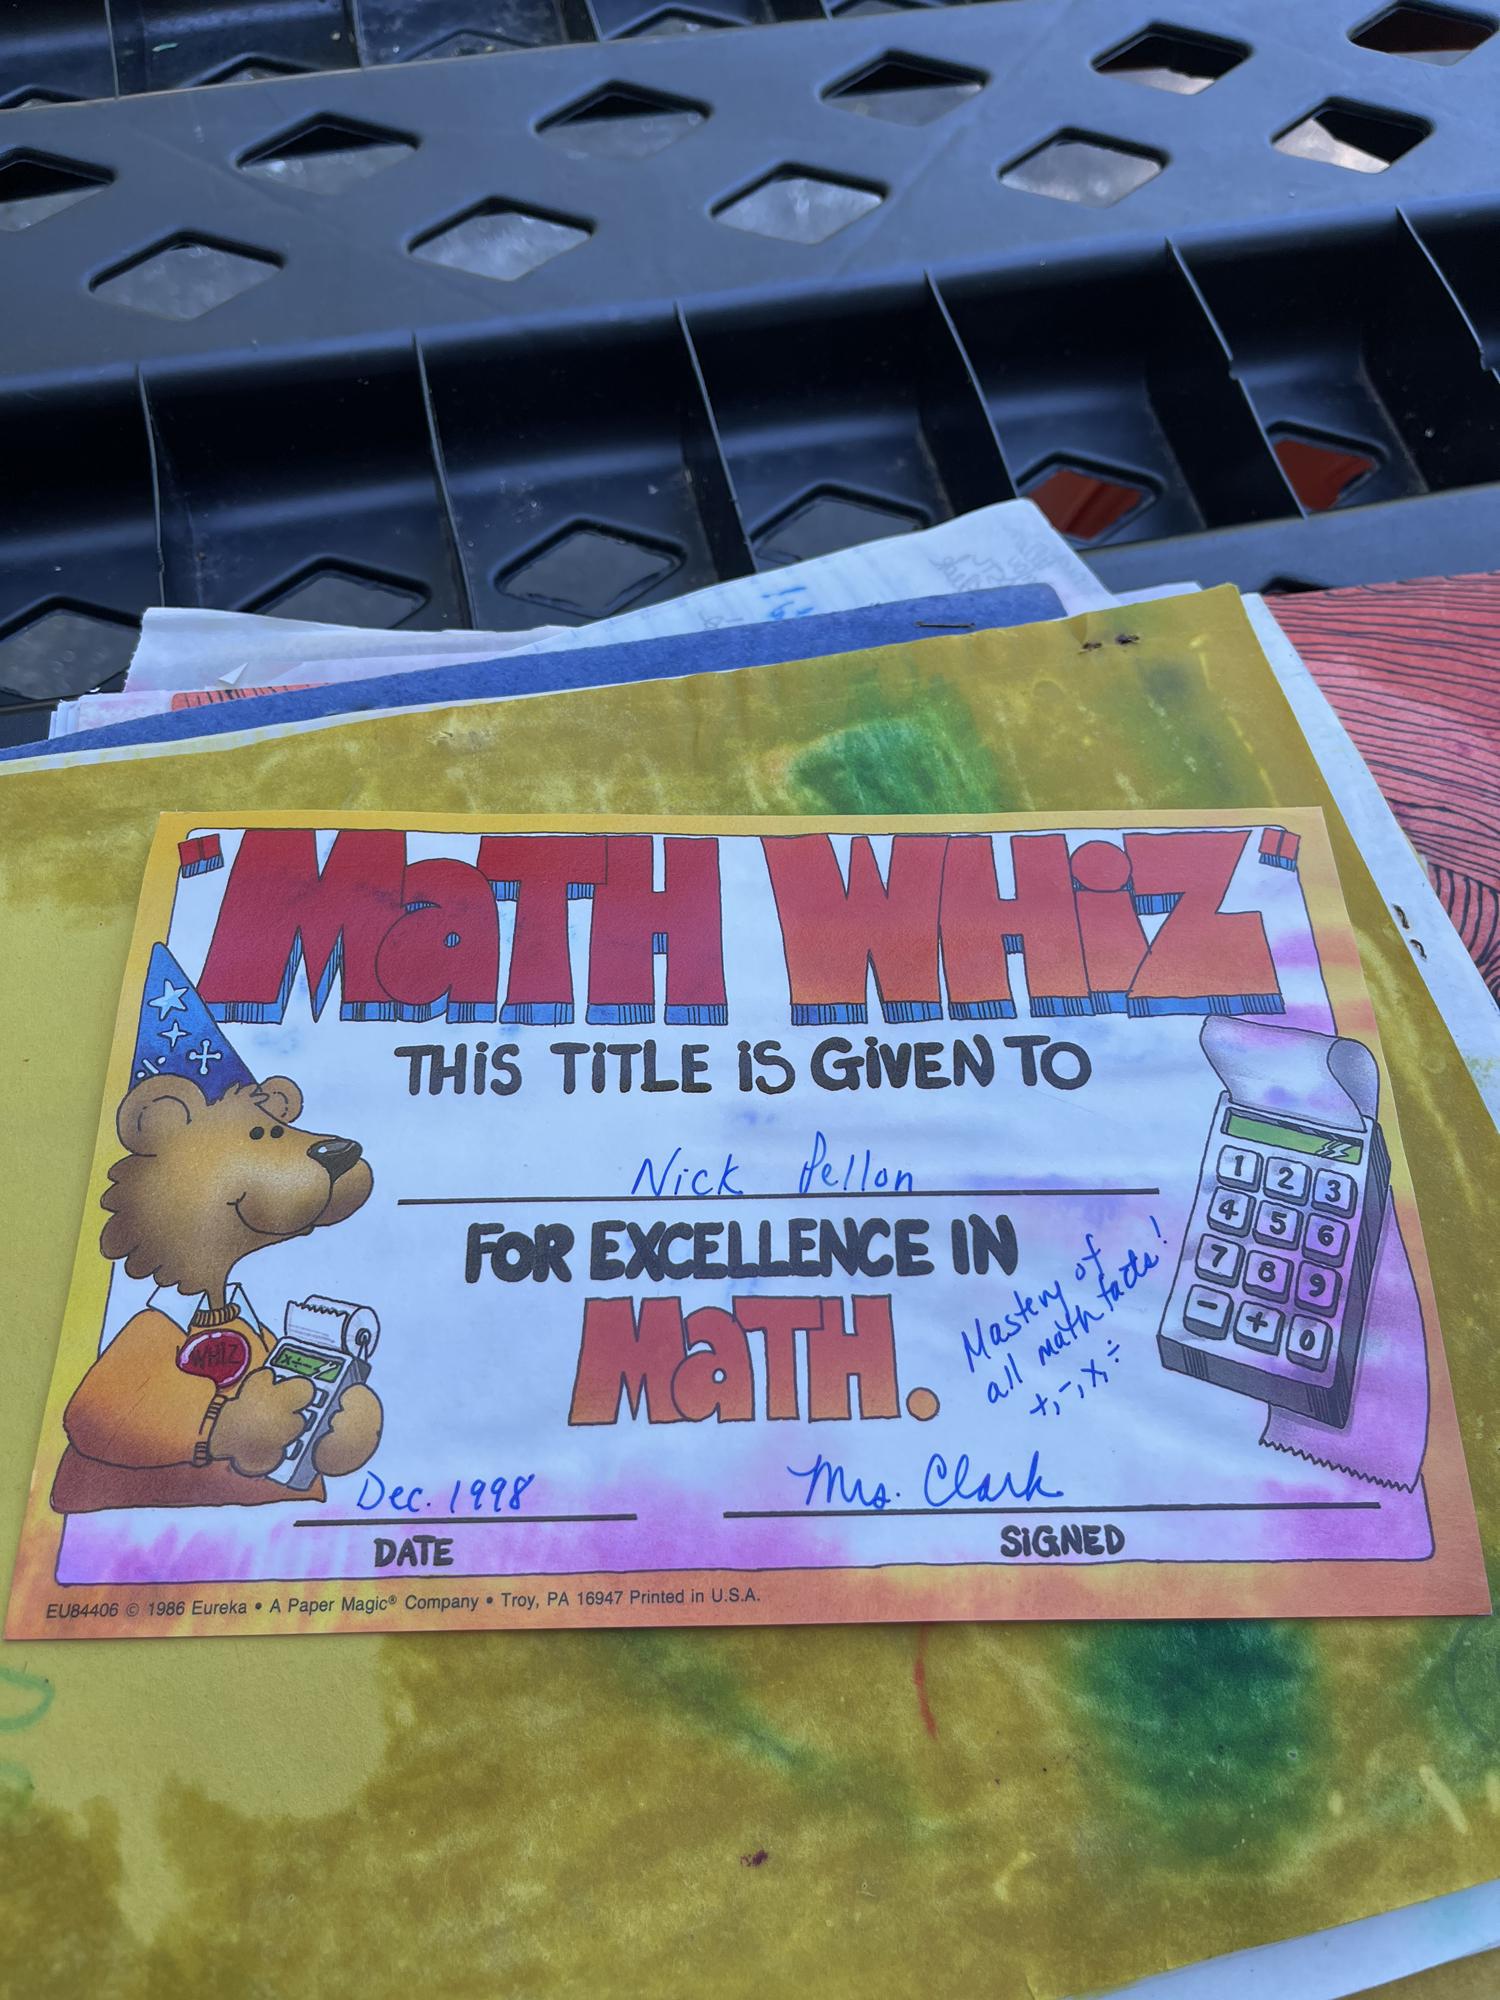 "MaTH WHiZ"
THiS TiTLE iS GiVEN TO
Nick Pellon
FOR EXCELLENCE IN
MaTH.
Mastery of
all math facts!
+, -, x, ÷
WHIZ
x÷-
1 2 3
4 5 6
7 8 9
- + 0
Dec. 1998
Mrs. Clark
DATE
SiGNED
EU84406 © 1986 Eureka • A Paper Magic® Company • Troy, PA 16947 Printed in U.S.A.